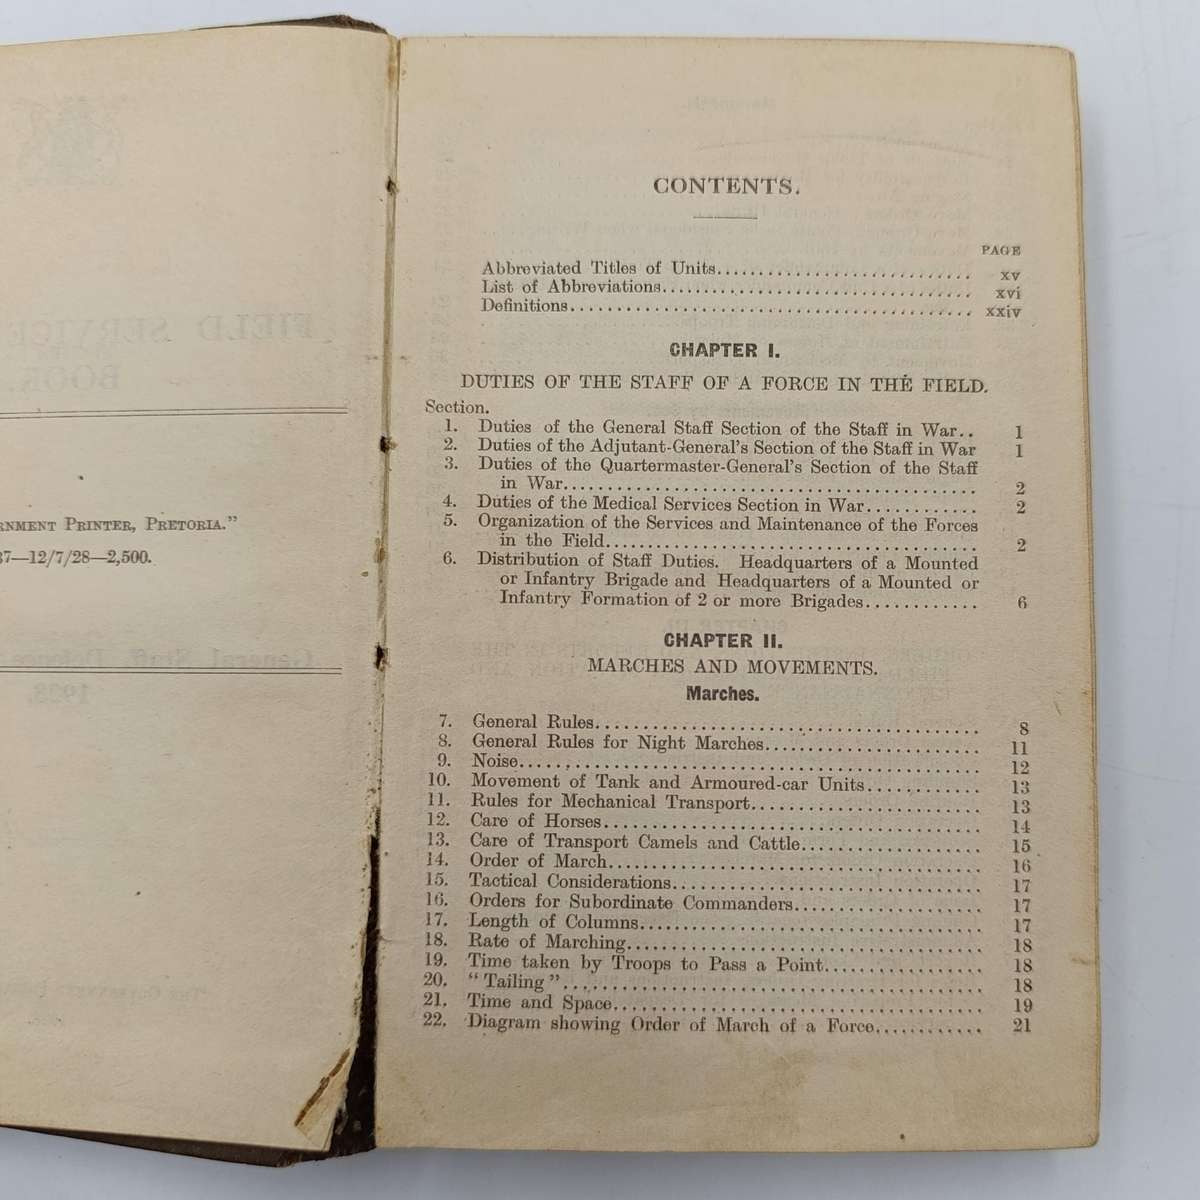 RNMENT PRINTER, PRETORIA."
37—12/7/28—2,500.
CONTENTS.
PAGE
Abbreviated Titles of Units............................ xv
List of Abbreviations.................................. xvi
Definitions............................................ xxiv
CHAPTER I.
DUTIES OF THE STAFF OF A FORCE IN THE FIELD.
Section.
1. Duties of the General Staff Section of the Staff in War.. 1
2. Duties of the Adjutant-General's Section of the Staff in War 1
3. Duties of the Quartermaster-General's Section of the Staff
in War............................................ 2
4. Duties of the Medical Services Section in War............ 2
5. Organization of the Services and Maintenance of the Forces
in the Field...................................... 2
6. Distribution of Staff Duties. Headquarters of a Mounted
or Infantry Brigade and Headquarters of a Mounted or
Infantry Formation of 2 or more Brigades............ 6
CHAPTER II.
MARCHES AND MOVEMENTS.
Marches.
7. General Rules.......................................... 8
8. General Rules for Night Marches........................ 11
9. Noise.................................................. 12
10. Movement of Tank and Armoured-car Units............ 13
11. Rules for Mechanical Transport........................ 13
12. Care of Horses........................................ 14
13. Care of Transport Camels and Cattle.................... 15
14. Order of March........................................ 16
15. Tactical Considerations................................ 17
16. Orders for Subordinate Commanders.................... 17
17. Length of Columns.................................... 17
18. Rate of Marching...................................... 18
19. Time taken by Troops to Pass a Point.................. 18
20. "Tailing"............................................ 18
21. Time and Space........................................ 19
22. Diagram showing Order of March of a Force............ 21